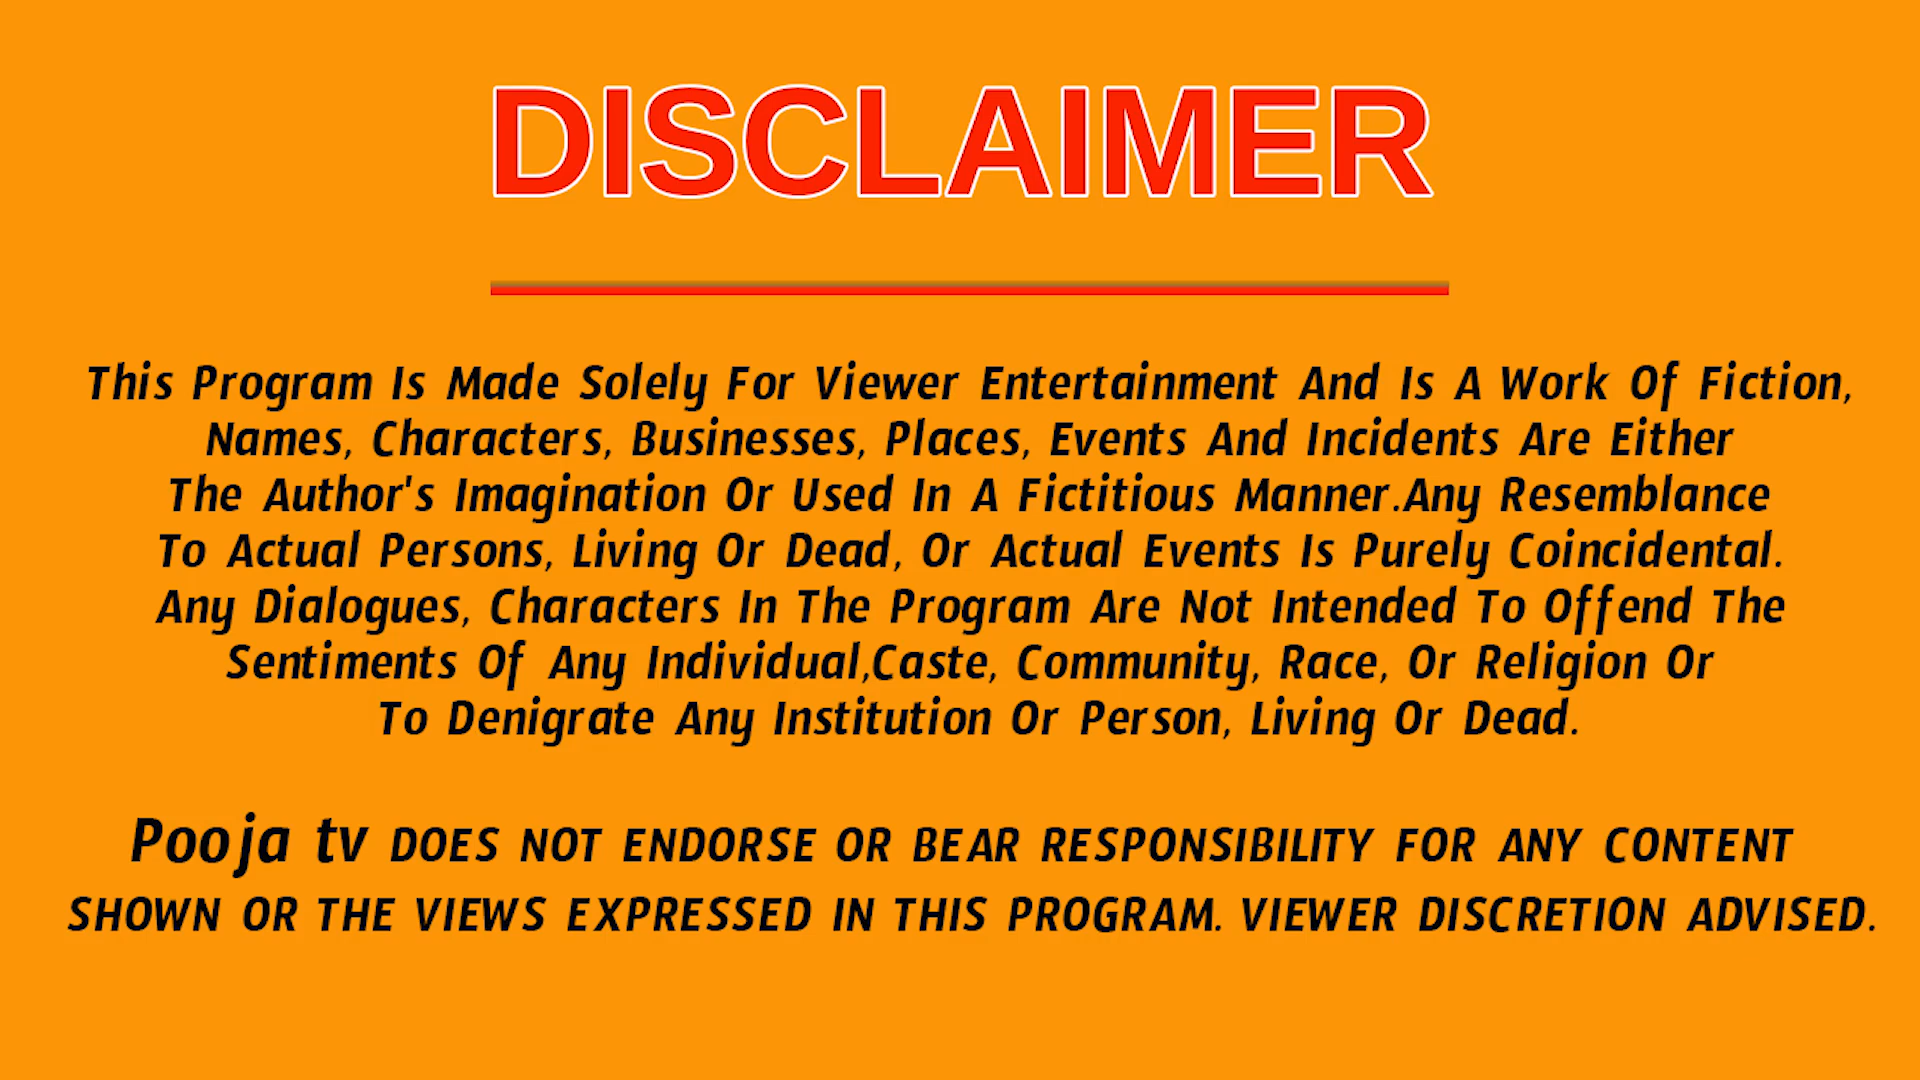 DISCLAIMER
This Program Is Made Solely For Viewer Entertainment And Is A Work Of Fiction,
Names, Characters, Businesses, Places, Events And Incidents Are Either
The Author's Imagination Or Used In A Fictitious Manner.Any Resemblance
To Actual Persons, Living Or Dead, Or Actual Events Is Purely Coincidental.
Any Dialogues, Characters In The Program Are Not Intended To Offend The
Sentiments Of Any Individual,Caste, Community, Race, Or Religion Or
To Denigrate Any Institution Or Person, Living Or Dead.
Pooja tv DOES NOT ENDORSE OR BEAR RESPONSIBILITY FOR ANY CONTENT
SHOWN OR THE VIEWS EXPRESSED IN THIS PROGRAM. VIEWER DISCRETION ADVISED.